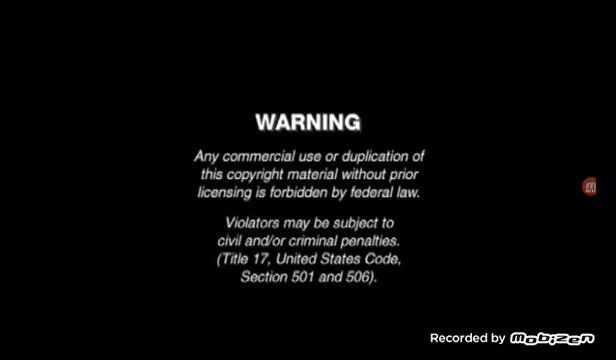 WARNING
Any commercial use or duplication of
this copyright material without prior
licensing is forbidden by federal law.
Violators may be subject to
civil and/or criminal penalties.
(Title 17, United States Code,
Section 501 and 506).
Recorded by mobizen